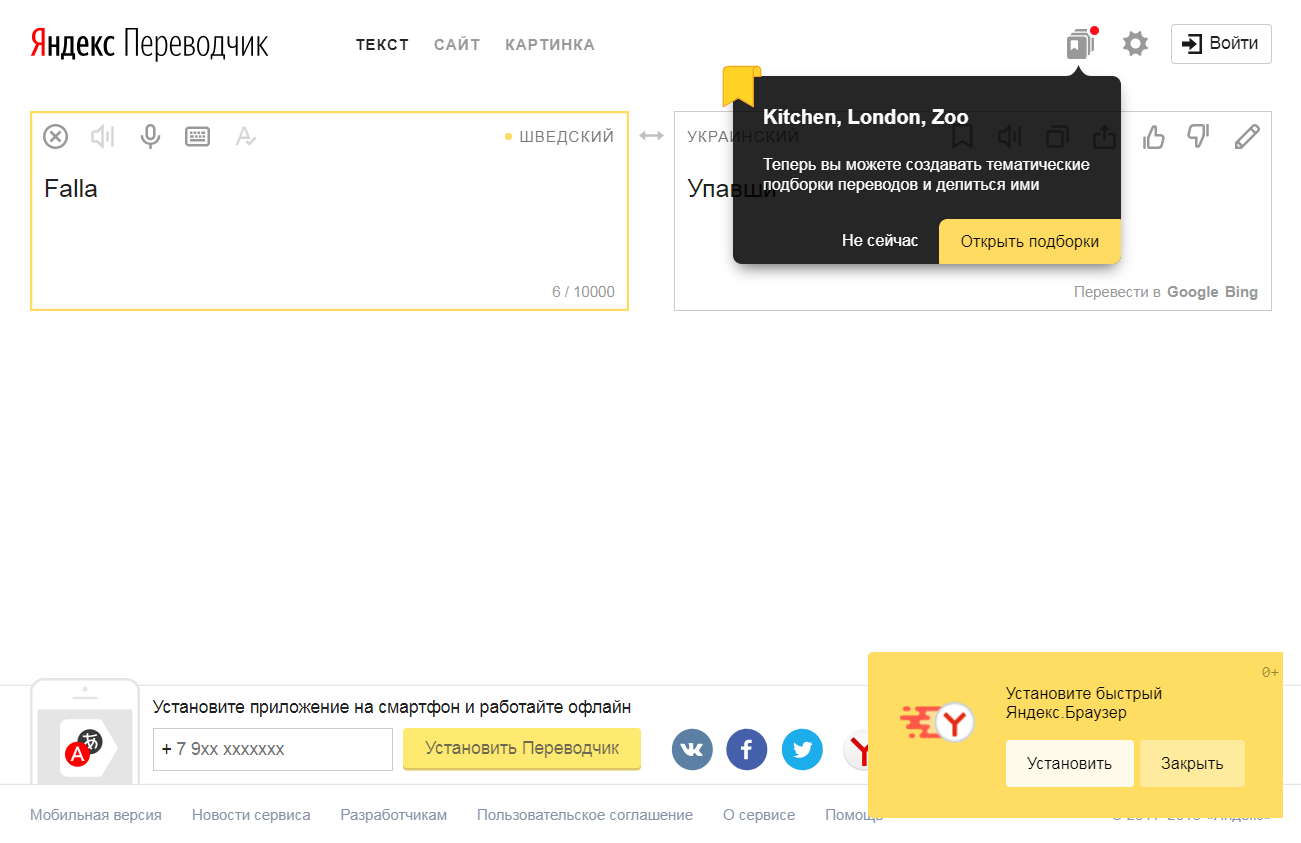 Яндекс Переводчик
ТЕКСТ САЙТ КАРТИНКА
Войти
ШВЕДСКИЙ
УКРАИНСКИЙ
Falla
Упавши
6 / 10000
Kitchen, London, Zoo
Теперь вы можете создавать тематические
подборки переводов и делиться ими
Не сейчас
Открыть подборки
Перевести в Google Bing
Установите приложение на смартфон и работайте офлайн
+ 7 9xx xxxxxxx
Установить Переводчик
0+
Установите быстрый
Яндекс.Браузер
Установить
Закрыть
Мобильная версия Новости сервиса Разработчикам Пользовательское соглашение О сервисе Помощь